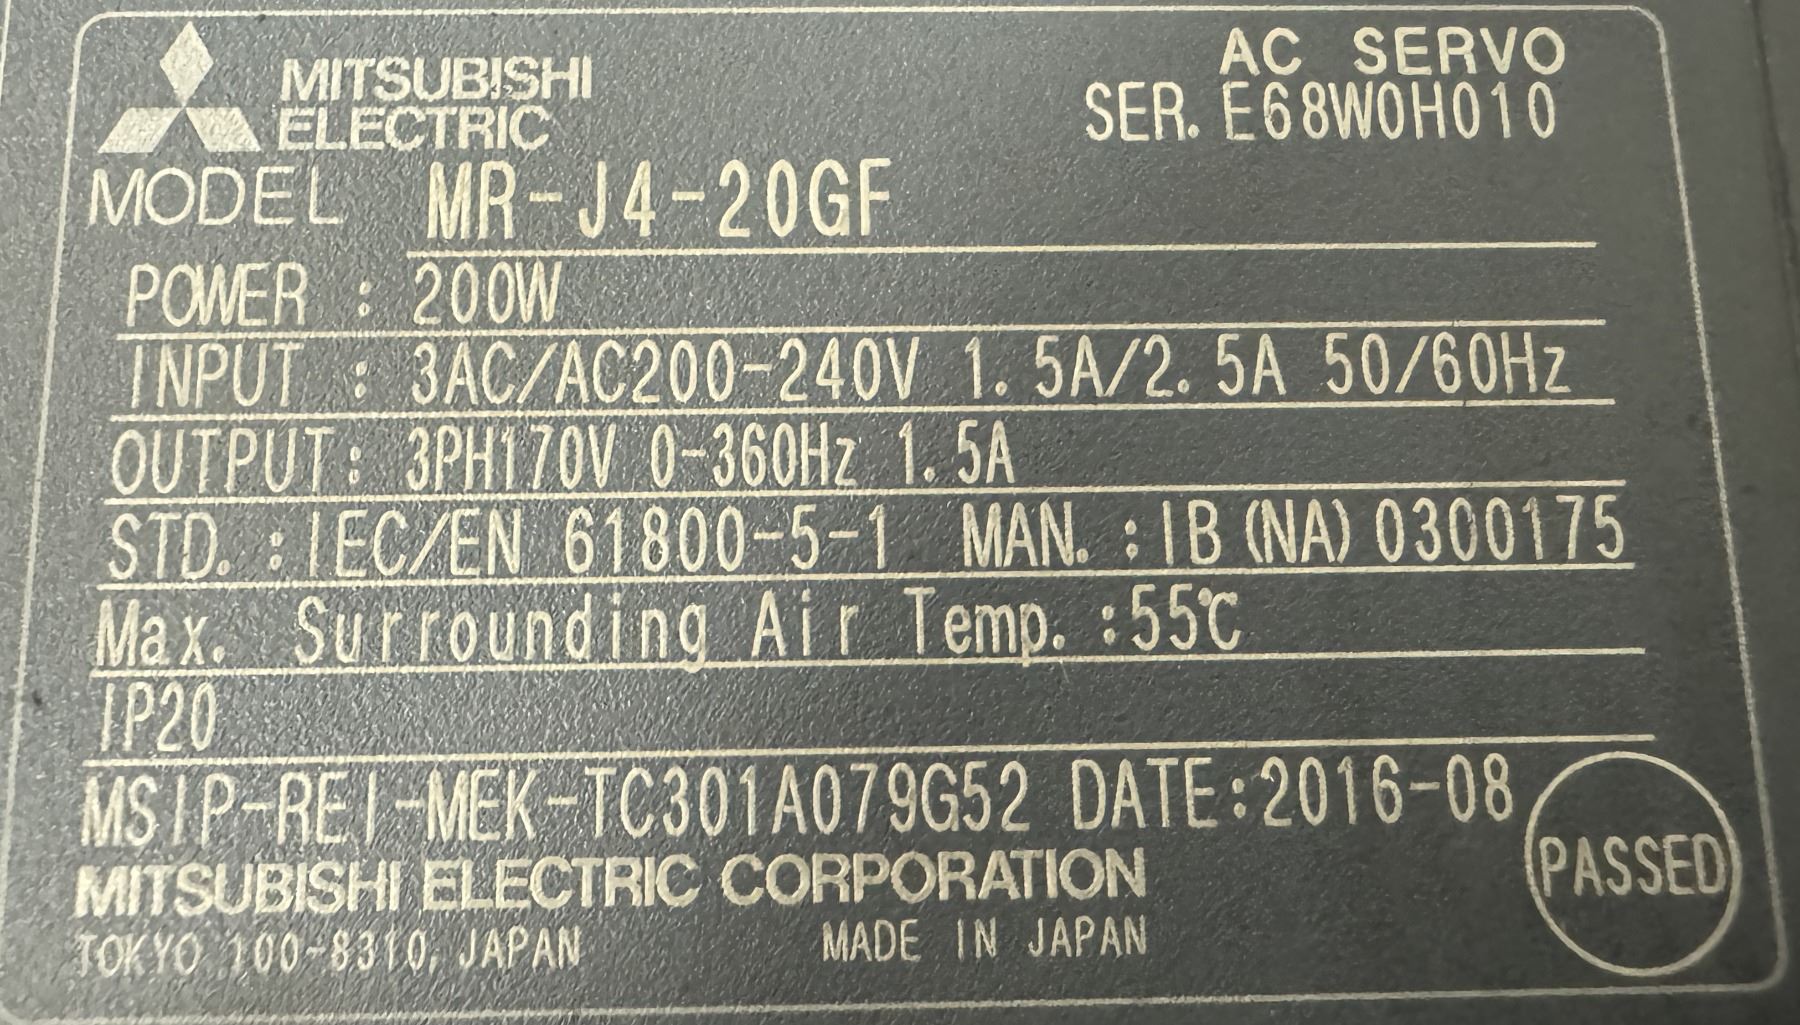 MITSUBISHI
ELECTRIC
AC SERVO
SER. E68W0H010
MODEL MR-J4-20GF
POWER : 200W
INPUT : 3AC/AC200-240V 1.5A/2.5A 50/60Hz
OUTPUT: 3PH170V 0-360Hz 1.5A
STD. : IEC/EN 61800-5-1 MAN. : IB(NA)0300175
Max. Surrounding Air Temp. :55℃
IP20
MSIP-REI-MEK-TC301A079G52 DATE:2016-08
PASSED
MITSUBISHI ELECTRIC CORPORATION
TOKYO 100-8310, JAPAN MADE IN JAPAN